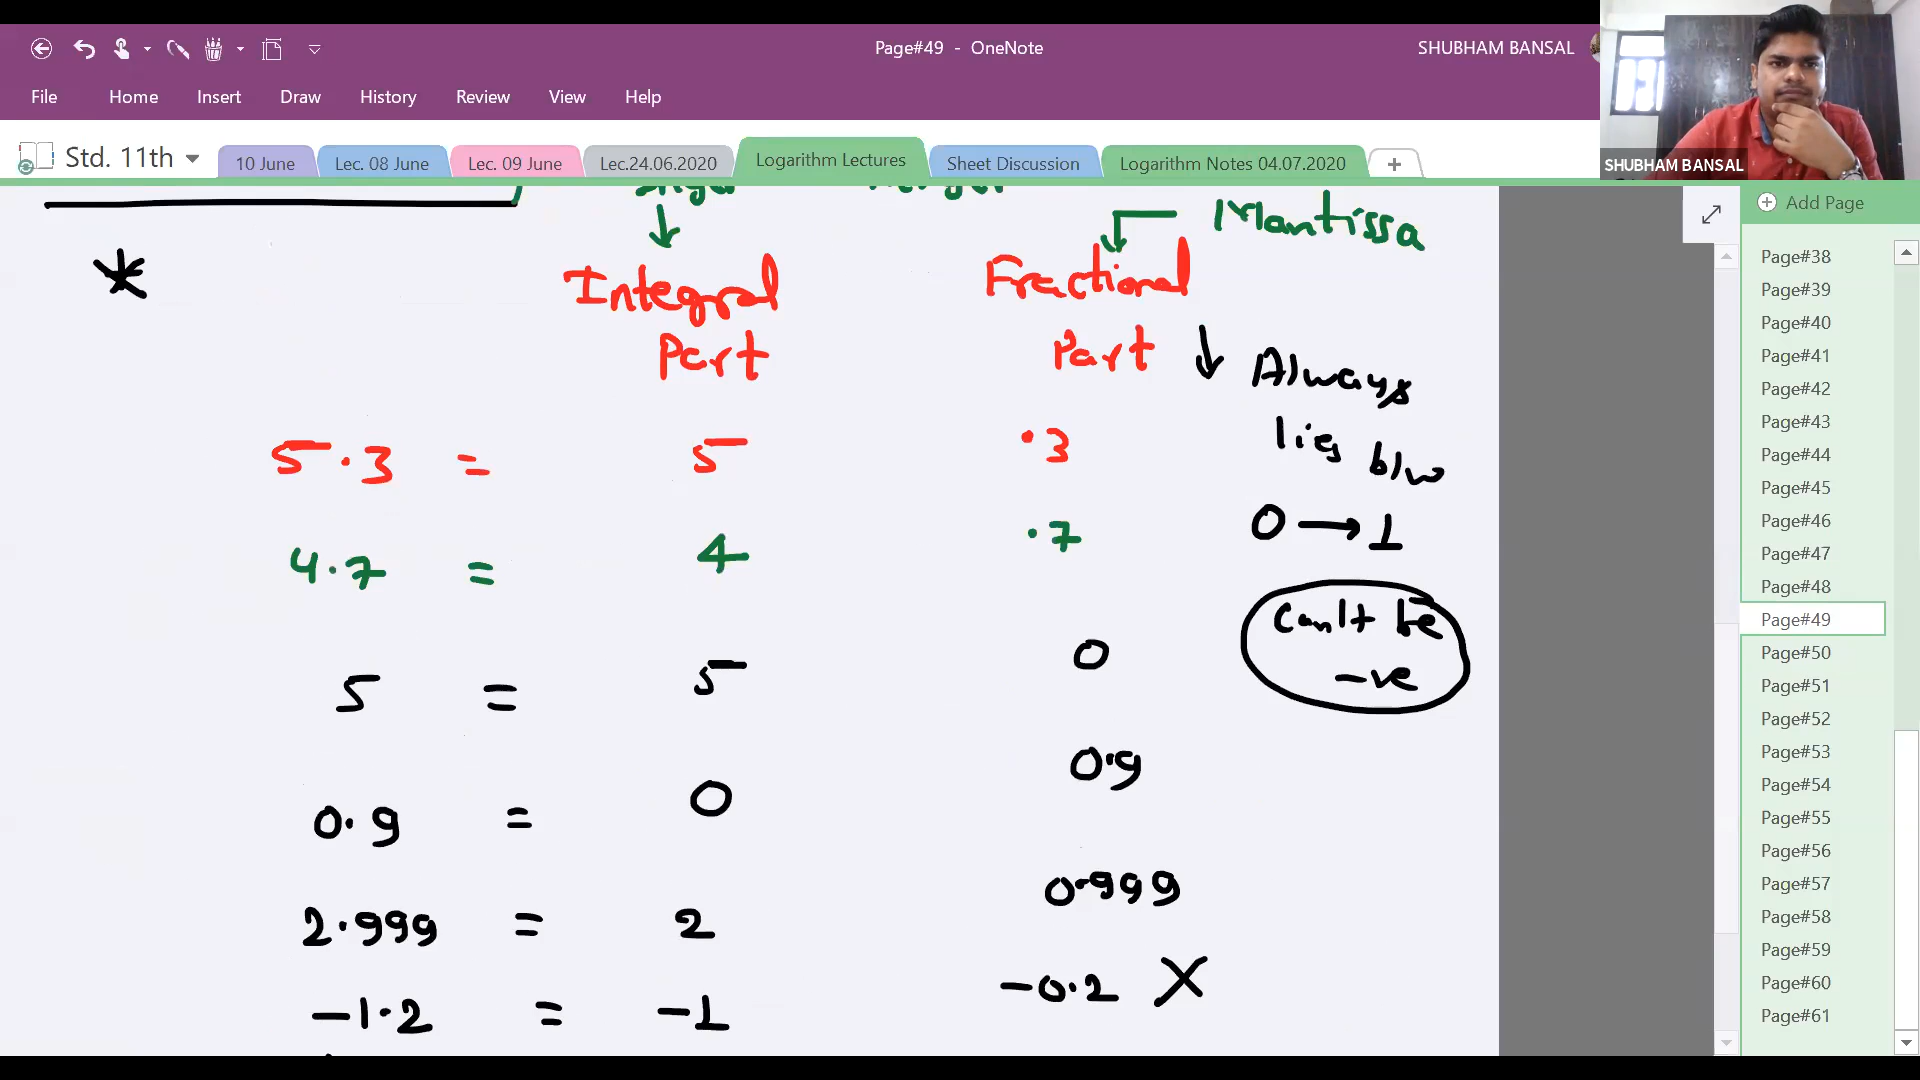 Page#49 - OneNote
SHUBHAM BANSAL
File Home Insert Draw History Review View Help
Std. 11th
10 June
Lec. 08 June
Lec. 09 June
Lec.24.06.2020
Logarithm Lectures
Sheet Discussion
Logarithm Notes 04.07.2020
+
SHUBHAM BANSAL
Add Page
Mantissa
*
Integral
Part
Fractional
Part
↓ Always
lies b/w
0 → 1
Can't be
-ve
5.3 = 5 .3
4.7 = 4 .7
5 = 5 0
0.9 = 0 0.9
2.999 = 2 0.999
-1.2 = -1 -0.2 X
Page#38
Page#39
Page#40
Page#41
Page#42
Page#43
Page#44
Page#45
Page#46
Page#47
Page#48
Page#49
Page#50
Page#51
Page#52
Page#53
Page#54
Page#55
Page#56
Page#57
Page#58
Page#59
Page#60
Page#61